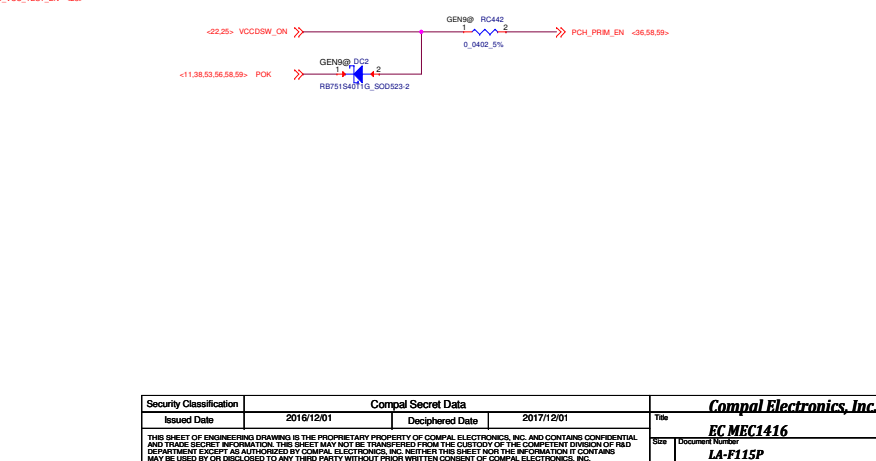 GEN9@ RC442
<22,25> VCCDSW_ON 1 2 PCH_PRIM_EN <36,58,59>
0_0402_5%
GEN9@ DC2
<11,38,53,56,58,59> POK 1 2
RB751S40T1G_SOD523-2
Security Classification Compal Secret Data Compal Electronics, Inc.
Issued Date 2016/12/01 Deciphered Date 2017/12/01 Title
EC MEC1416
THIS SHEET OF ENGINEERING DRAWING IS THE PROPRIETARY PROPERTY OF COMPAL ELECTRONICS, INC. AND CONTAINS CONFIDENTIAL
AND TRADE SECRET INFORMATION. THIS SHEET MAY NOT BE TRANSFERED FROM THE CUSTODY OF THE COMPETENT DIVISION OF R&D
DEPARTMENT EXCEPT AS AUTHORIZED BY COMPAL ELECTRONICS, INC. NEITHER THIS SHEET NOR THE INFORMATION IT CONTAINS
MAY BE USED BY OR DISCLOSED TO ANY THIRD PARTY WITHOUT PRIOR WRITTEN CONSENT OF COMPAL ELECTRONICS, INC.
Size Document Number
LA-F115P